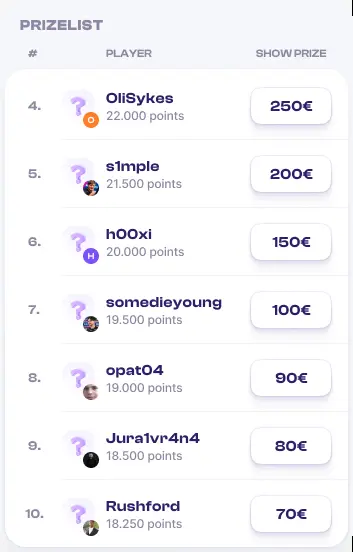 PRIZELIST
# PLAYER SHOW PRIZE
4. OliSykes 250€
O 22.000 points
5. s1mple 200€
21.500 points
6. h00xi 150€
H 20.000 points
7. somedieyoung 100€
19.500 points
8. opat04 90€
19.000 points
9. Jura1vr4n4 80€
18.500 points
10. Rushford 70€
18.250 points